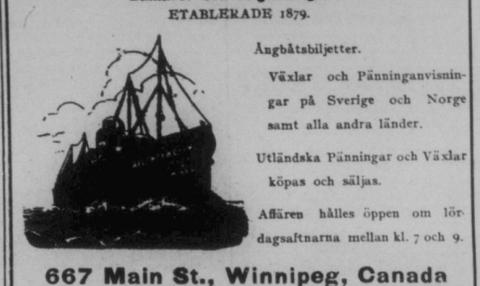 ETABLERADE 1879.
Ångbåtsbiljetter.
Växlar och Pänninganvisnin-
gar på Sverige och Norge
samt alla andra länder.
Utländska Pänningar och Växlar
köpas och säljas.
Affären hålles öppen om lör-
dagsaftnarna mellan kl. 7 och 9.
667 Main St., Winnipeg, Canada